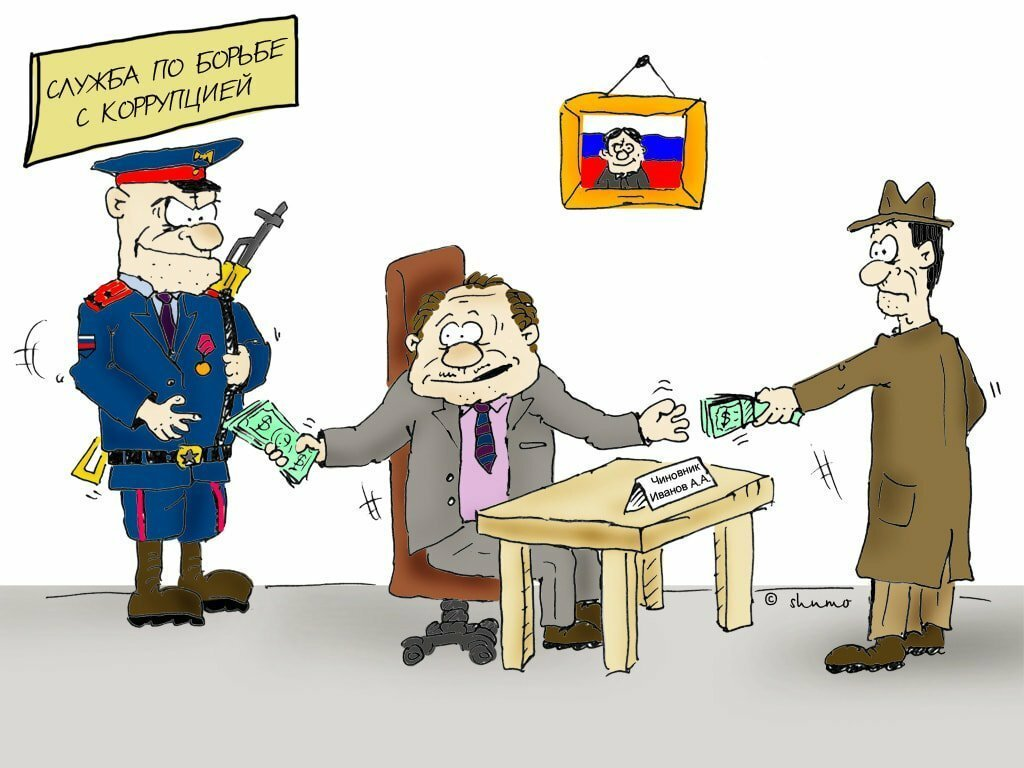 СЛУЖБА ПО БОРЬБЕ
С КОРРУПЦИЕЙ
$ $
$
Чиновник
Иванов А.А.
© shumo